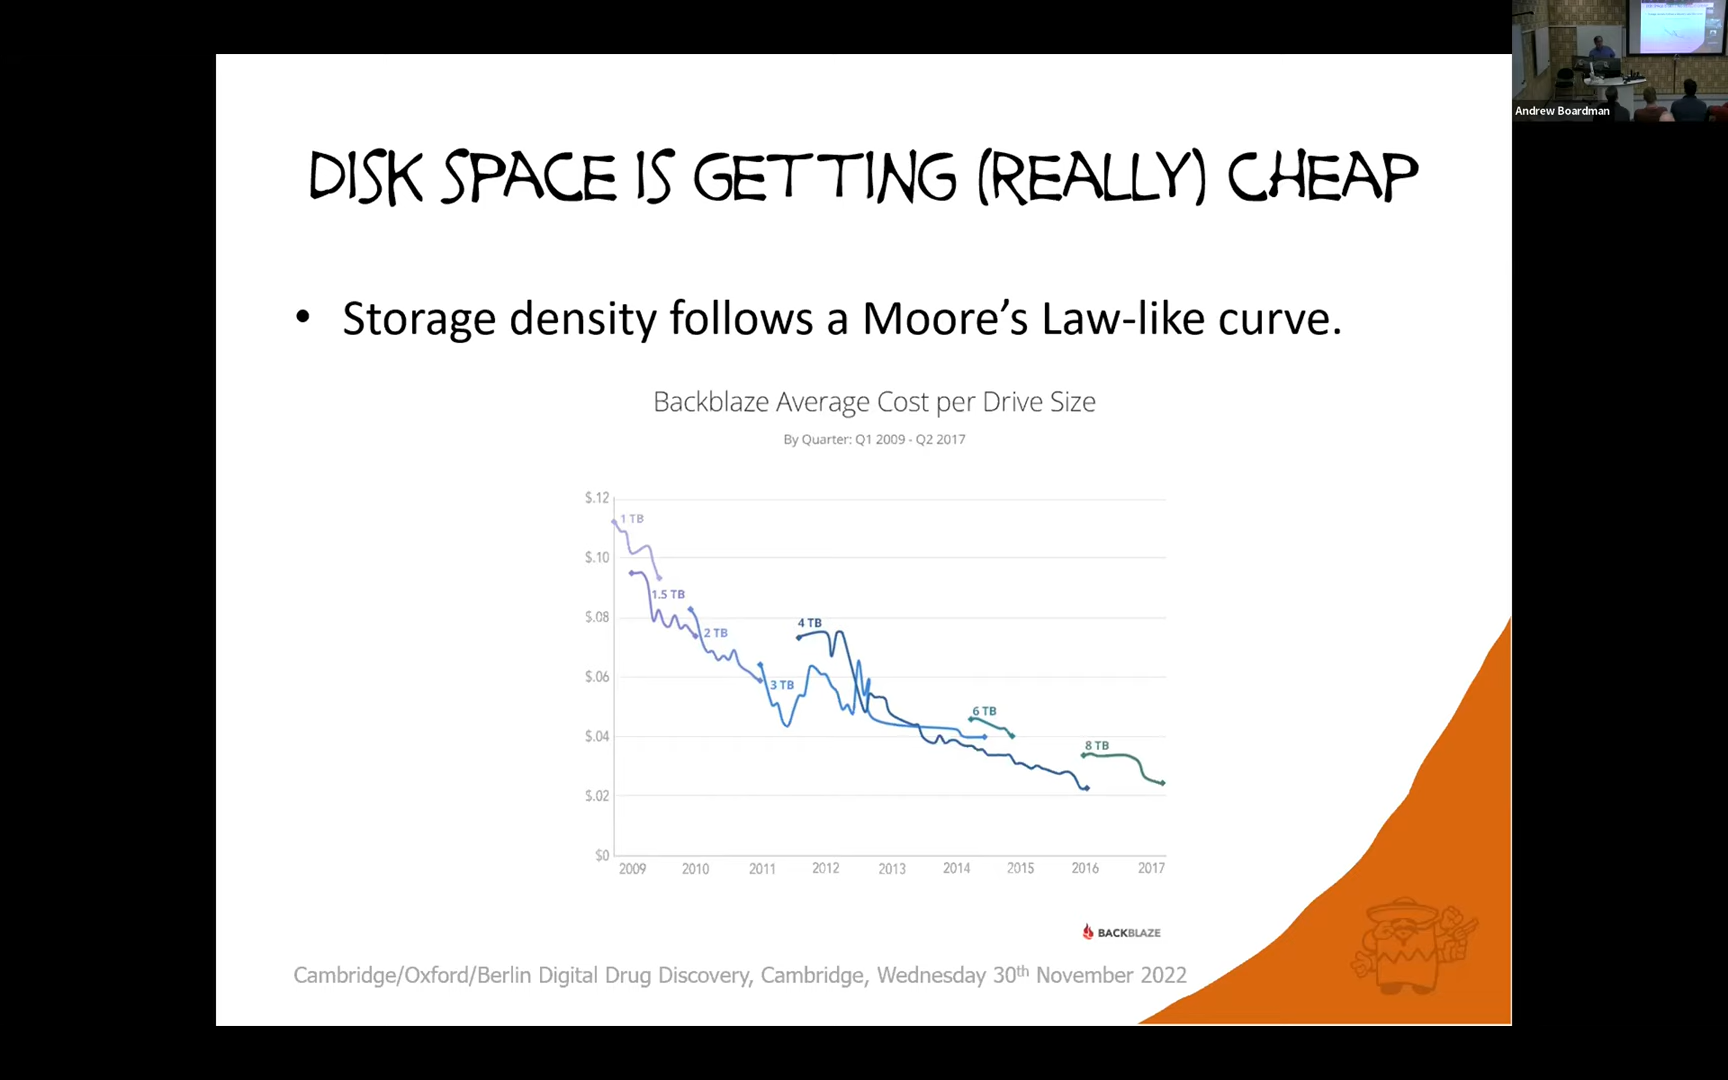 Andrew Boardman
DISK SPACE IS GETTING (REALLY) CHEAP
• Storage density follows a Moore's Law-like curve.
Backblaze Average Cost per Drive Size
By Quarter: Q1 2009 - Q2 2017
$.12
1 TB
$.10
1.5 TB
$.08
4 TB
2 TB
$.06
3 TB
6 TB
$.04
8 TB
$.02
$0
2009 2010 2011 2012 2013 2014 2015 2016 2017
BACKBLAZE
Cambridge/Oxford/Berlin Digital Drug Discovery, Cambridge, Wednesday 30th November 2022